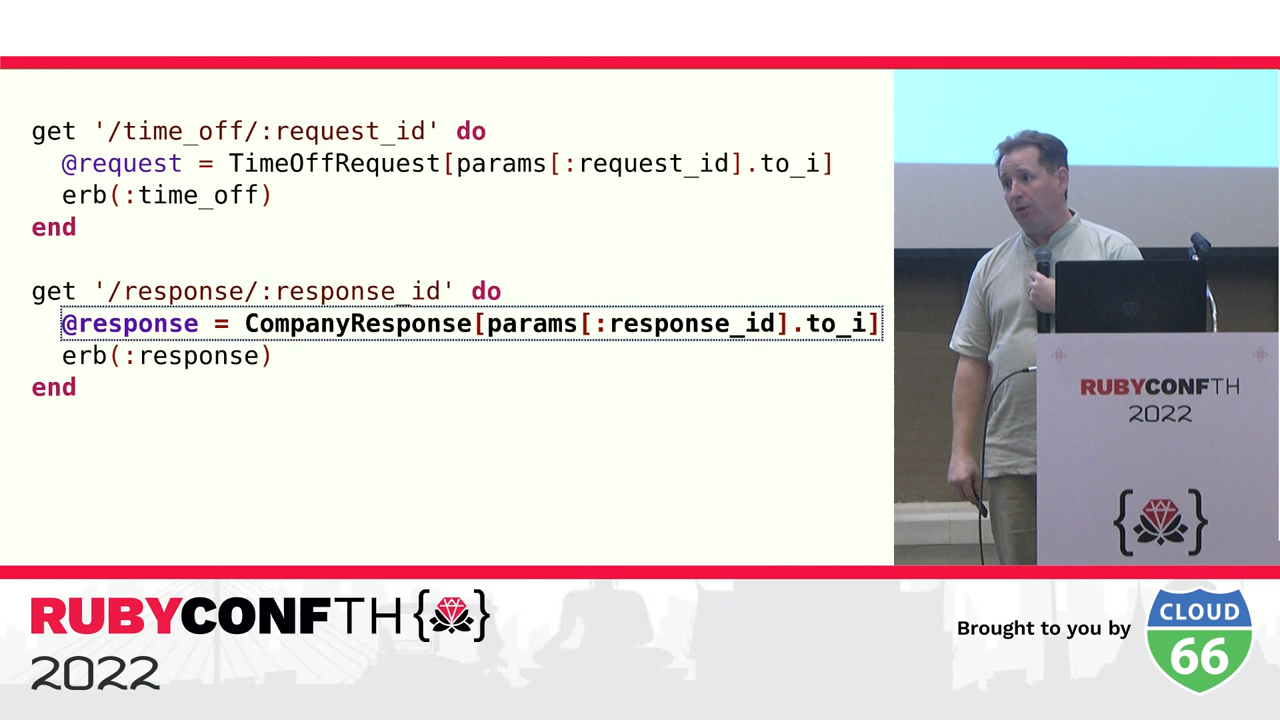 get '/time_off/:request_id' do
  @request = TimeOffRequest[params[:request_id].to_i]
  erb(:time_off)
end
get '/response/:response_id' do
  @response = CompanyResponse[params[:response_id].to_i]
  erb(:response)
end
RUBYCONFTH
2022
RUBYCONFTH
2022
Brought to you by
CLOUD
66